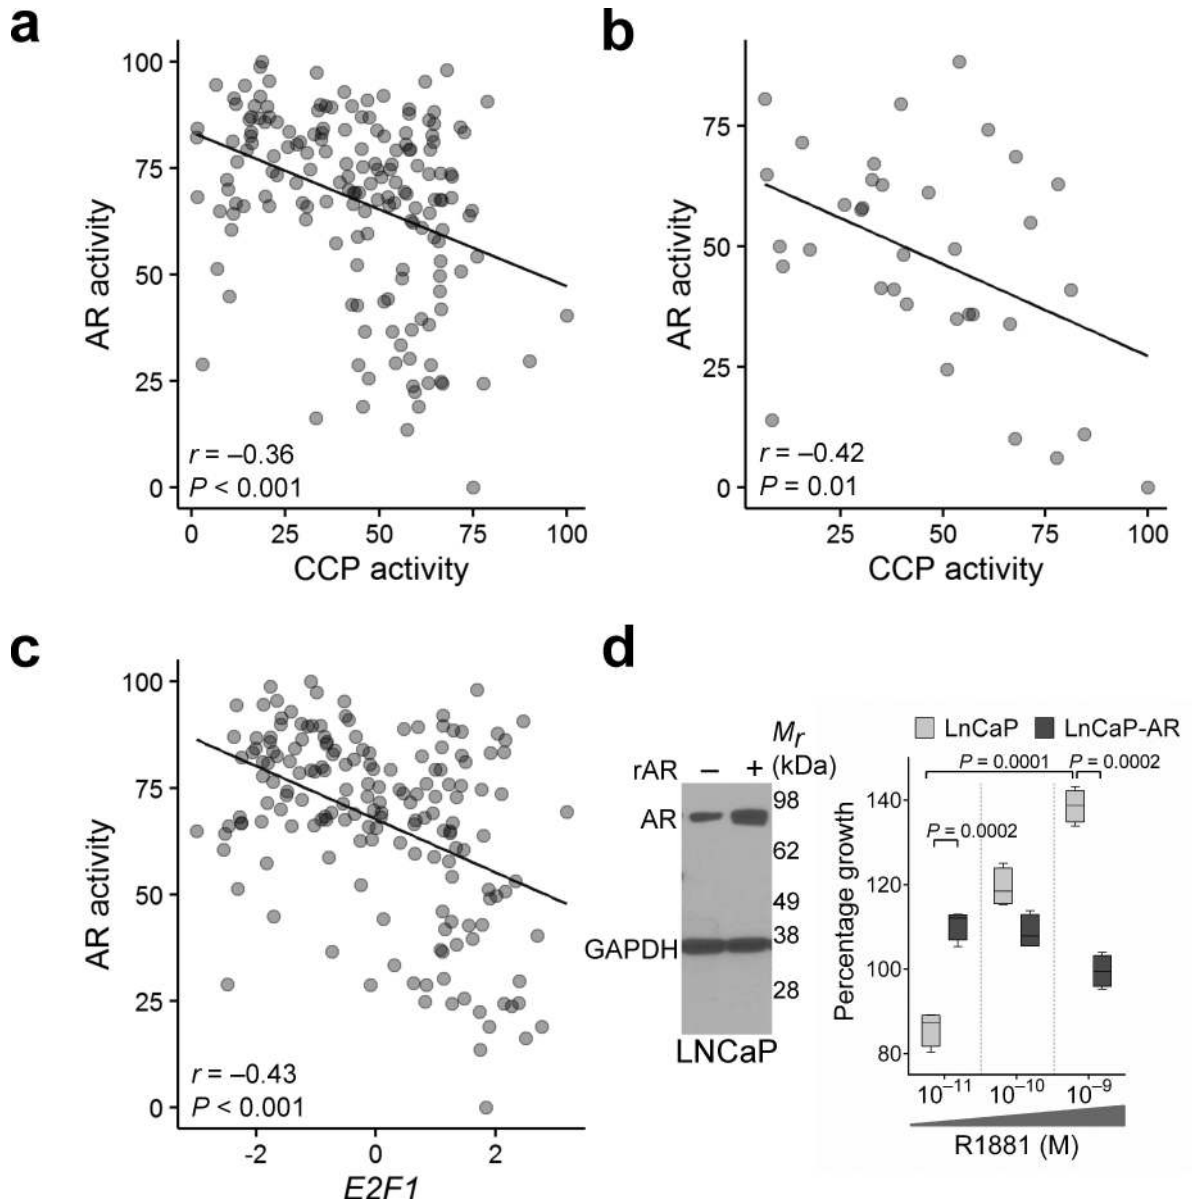 a
100
75
50
25
0
AR activity
r = –0.36
P < 0.001
0 25 50 75 100
CCP activity
b
75
50
25
0
AR activity
r = –0.42
P = 0.01
25 50 75 100
CCP activity
c
100
75
50
25
0
AR activity
r = –0.43
P < 0.001
-2 0 2
E2F1
d
Mr
rAR – + (kDa)
AR
GAPDH
98
62
49
38
28
LNCaP
LnCaP LnCaP-AR
P = 0.0001 P = 0.0002
P = 0.0002
140
120
100
80
Percentage growth
10–11 10–10 10–9
R1881 (M)